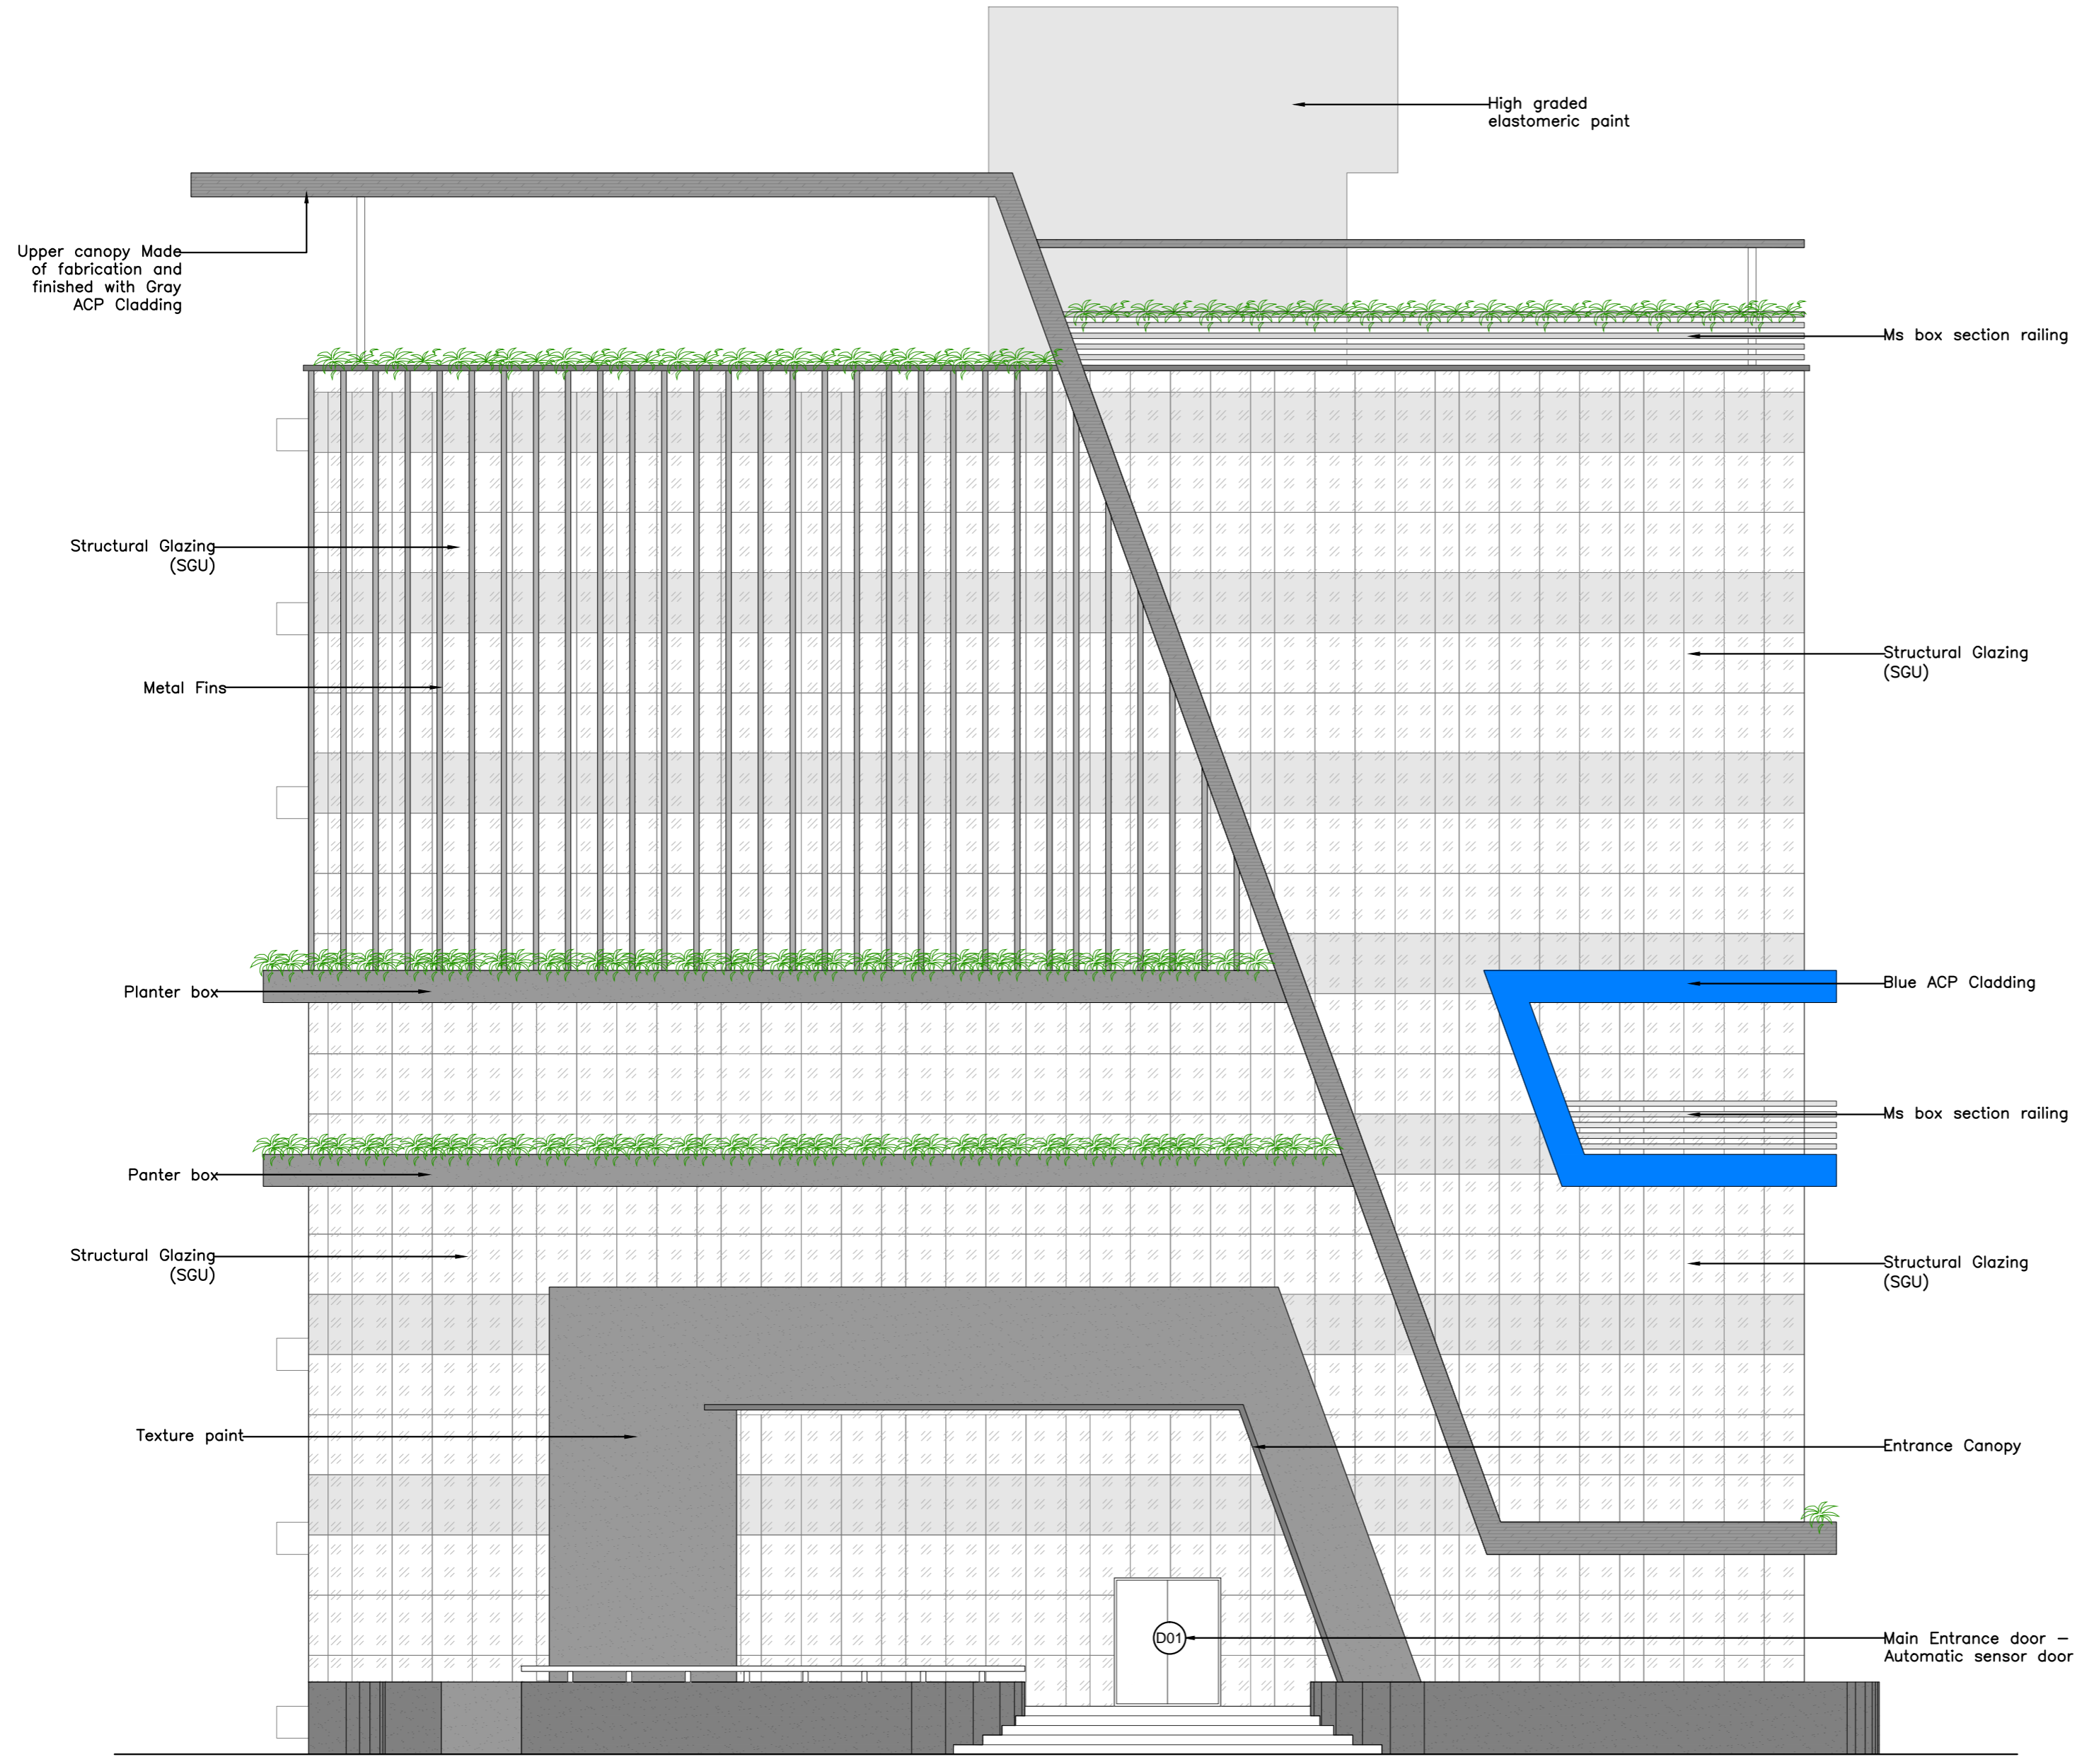 High graded
elastomeric paint
Upper canopy Made
of fabrication and
finished with Gray
ACP Cladding
Ms box section railing
Structural Glazing
(SGU)
Structural Glazing
(SGU)
Metal Fins
Planter box
Blue ACP Cladding
Ms box section railing
Panter box
Structural Glazing
(SGU)
Structural Glazing
(SGU)
Texture paint
Entrance Canopy
D01
Main Entrance door –
Automatic sensor door